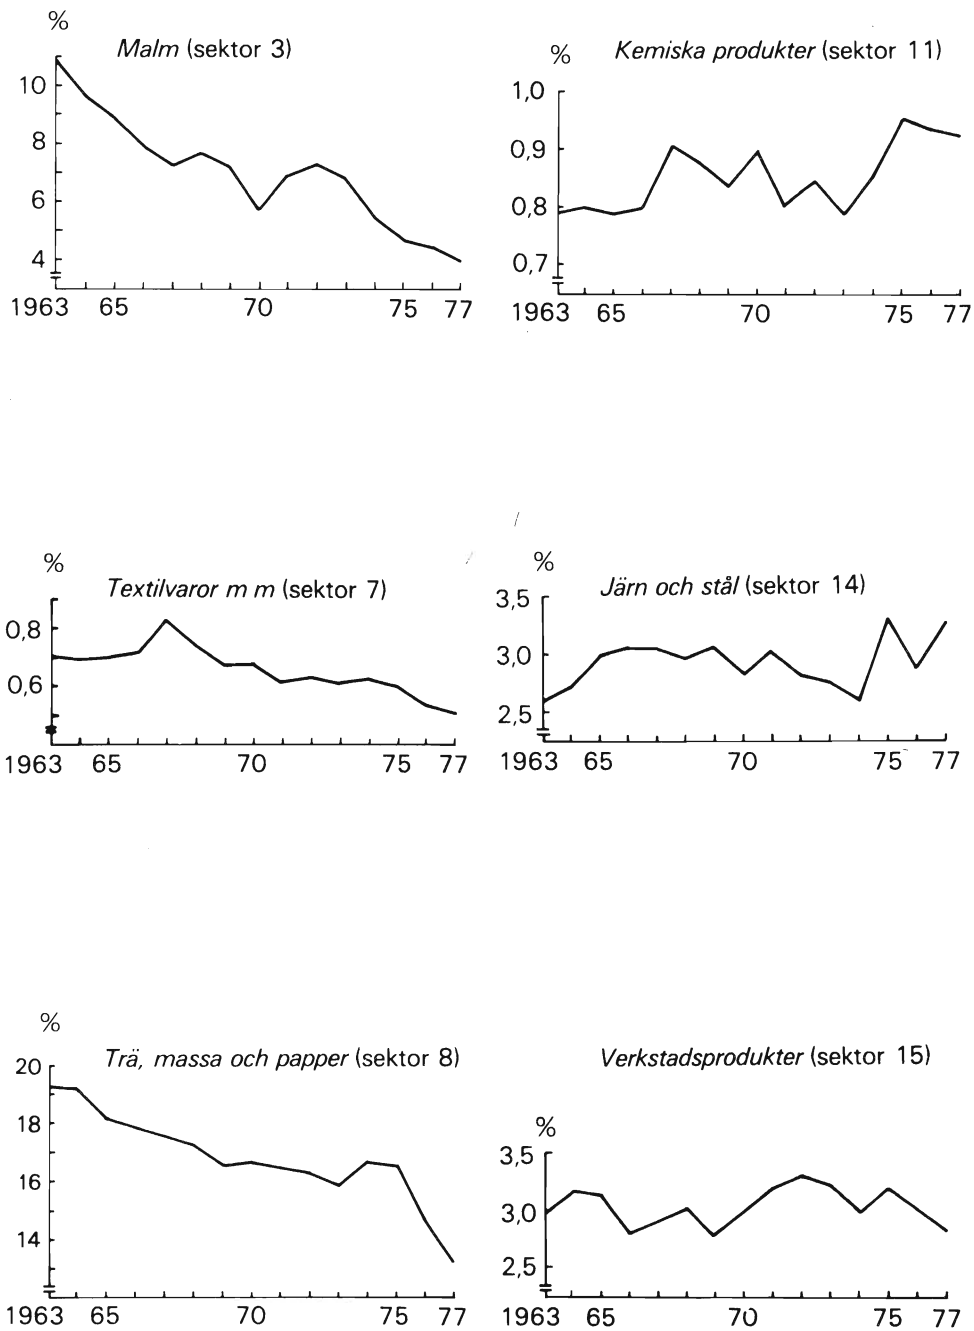 %
Malm (sektor 3)
10
8
6
4
1963 65 70 75 77
%
Kemiska produkter (sektor 11)
1,0
0,9
0,8
0,7
1963 65 70 75 77
%
Textilvaror m m (sektor 7)
0,8
0,6
1963 65 70 75 77
%
Järn och stål (sektor 14)
3,5
3,0
2,5
1963 65 70 75 77
%
Trä, massa och papper (sektor 8)
20
18
16
14
1963 65 70 75 77
Verkstadsprodukter (sektor 15)
%
3,5
3,0
2,5
1963 65 70 75 77